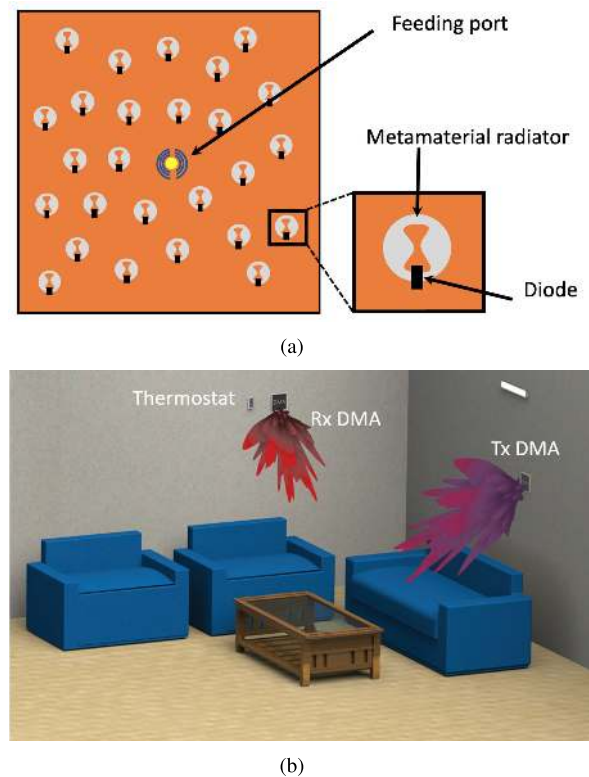 Feeding port
Metamaterial radiator
Diode
(a)
Thermostat
Rx DMA
Tx DMA
(b)